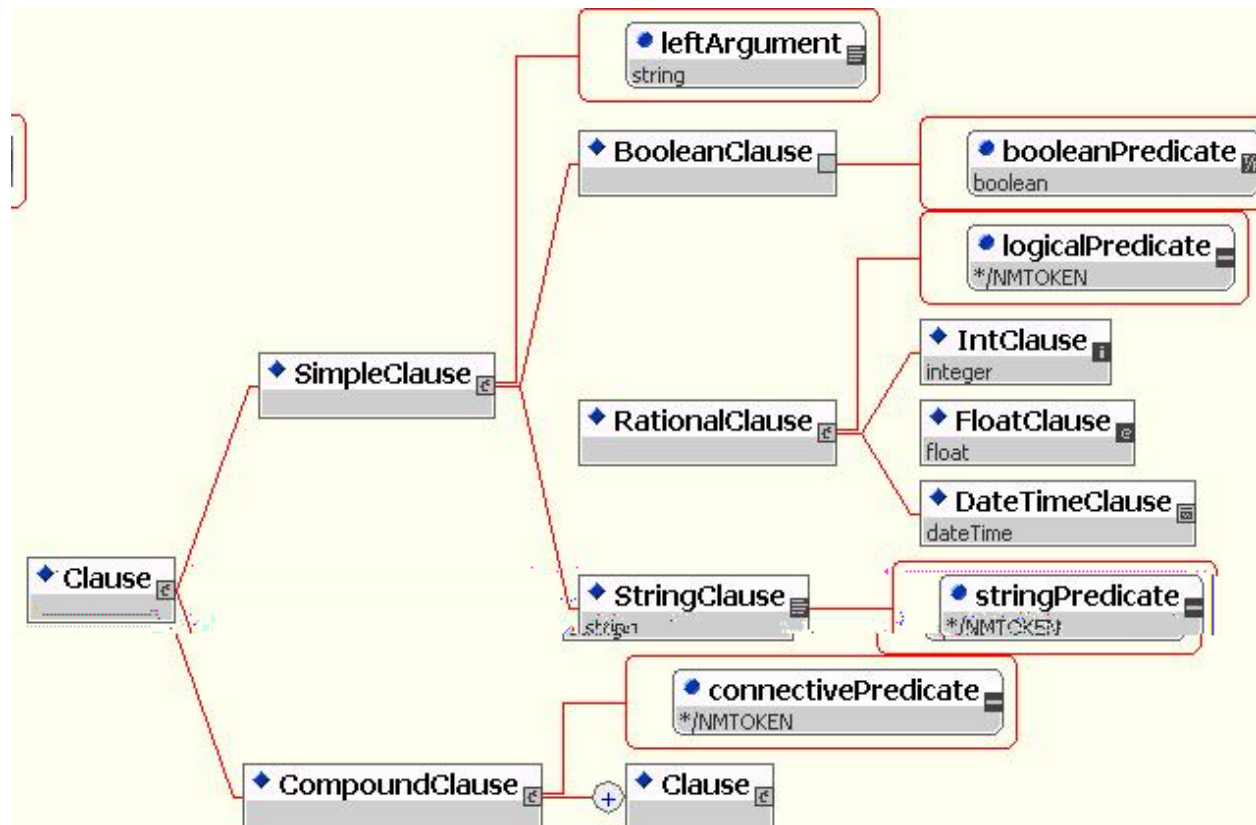 leftArgument
string
BooleanClause
booleanPredicate
boolean
logicalPredicate
*/NMTOKEN
SimpleClause
IntClause
integer
RationalClause
FloatClause
float
DateTimeClause
dateTime
Clause
StringClause
string
stringPredicate
*/NMTOKEN
connectivePredicate
*/NMTOKEN
CompoundClause
+
Clause